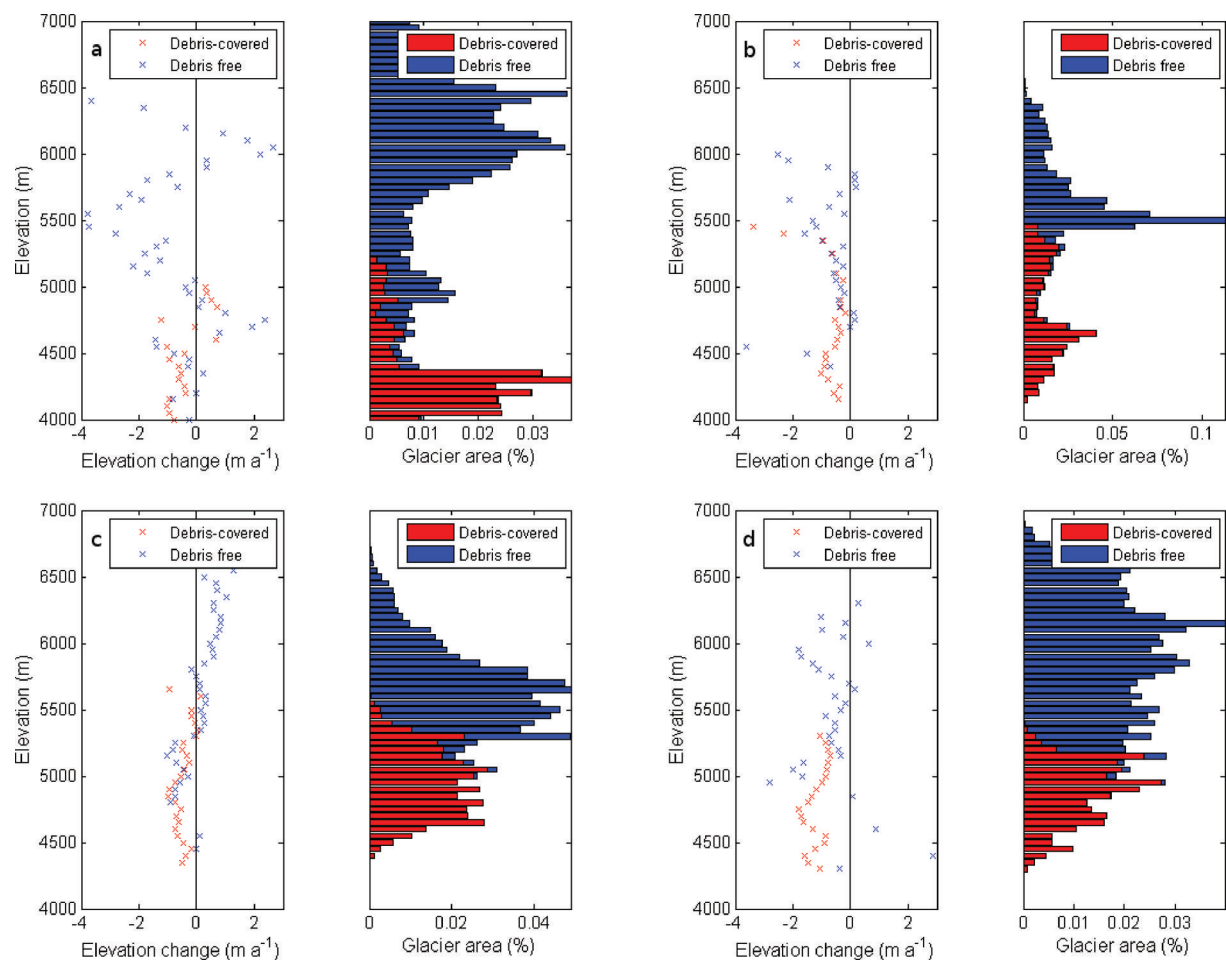 a
Debris-covered
Debris free
7000
6500
6000
5500
5000
4500
4000
Elevation (m)
-4 -2 0 2
Elevation change (m a⁻¹)
Debris-covered
Debris free
0 0.01 0.02 0.03
Glacier area (%)
b
Debris-covered
Debris free
7000
6500
6000
5500
5000
4500
4000
Elevation (m)
-4 -2 0 2
Elevation change (m a⁻¹)
Debris-covered
Debris free
0 0.05 0.1
Glacier area (%)
c
Debris-covered
Debris free
7000
6500
6000
5500
5000
4500
4000
Elevation (m)
-4 -2 0 2
Elevation change (m a⁻¹)
Debris-covered
Debris free
0 0.02 0.04
Glacier area (%)
d
Debris-covered
Debris free
7000
6500
6000
5500
5000
4500
4000
Elevation (m)
-4 -2 0 2
Elevation change (m a⁻¹)
Debris-covered
Debris free
0 0.01 0.02 0.03
Glacier area (%)